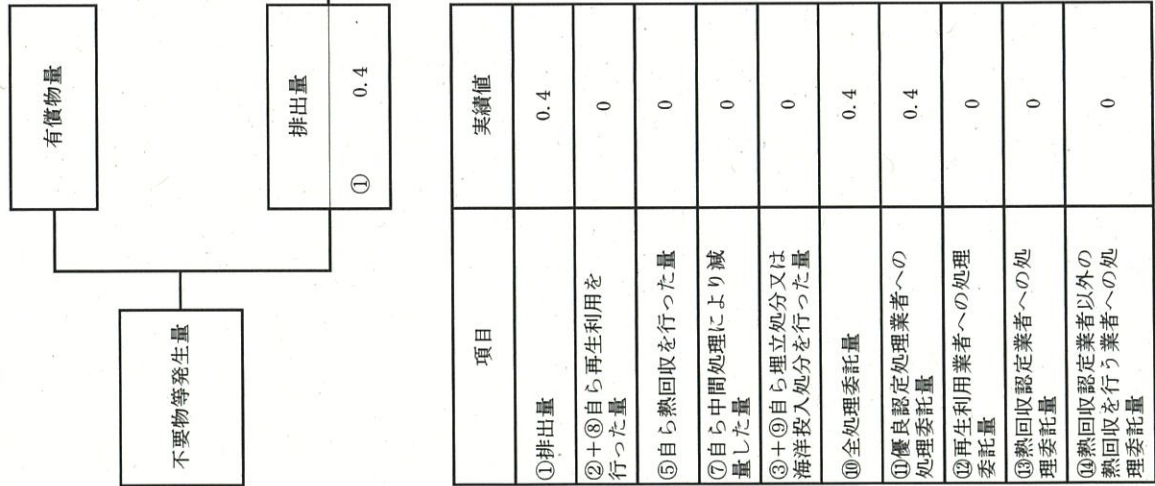 不要物等発生量
有償物量
排出量
① 0.4
項目 実績値
①排出量 0.4
②+⑧自ら再生利用を
行った量 0
⑤自ら熱回収を行った量 0
⑦自ら中間処理により減
量した量 0
③+⑨自ら埋立処分又は
海洋投入処分を行った量 0
⑩全処理委託量 0.4
⑪優良認定処理業者への
処理委託量 0.4
⑫再生利用業者への処理
委託量 0
⑬熱回収認定業者への処
理委託量 0
⑭熱回収認定業者以外の
熱回収を行う業者への処
理委託量 0